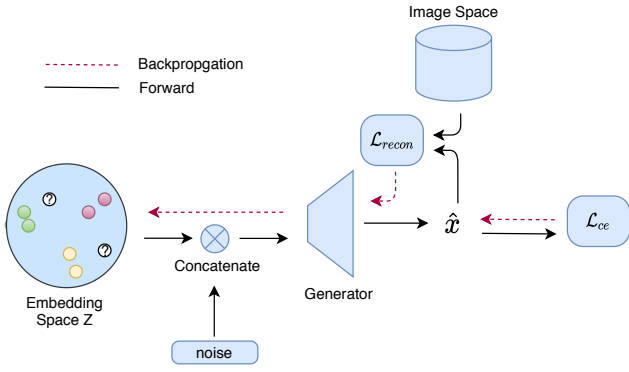 Image Space
Backpropgation
Forward
ℒ_recon
?
?
x̂
ℒ_ce
Concatenate
Generator
Embedding
Space Z
noise